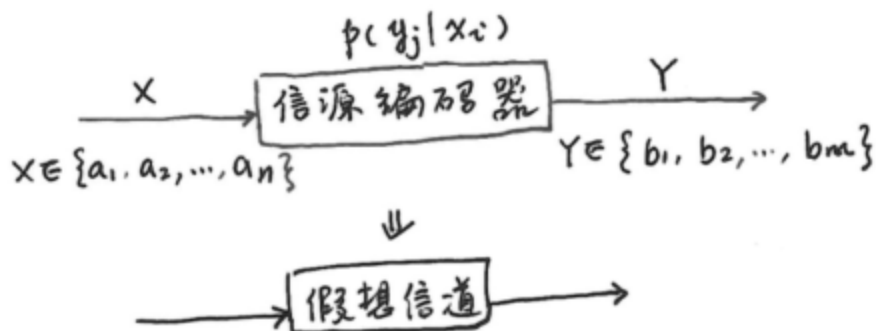 p(yj|xi)
X
信源编码器
Y
X∈{a1, a2, ..., an}
Y∈{b1, b2, ..., bm}
⇓
假想信道